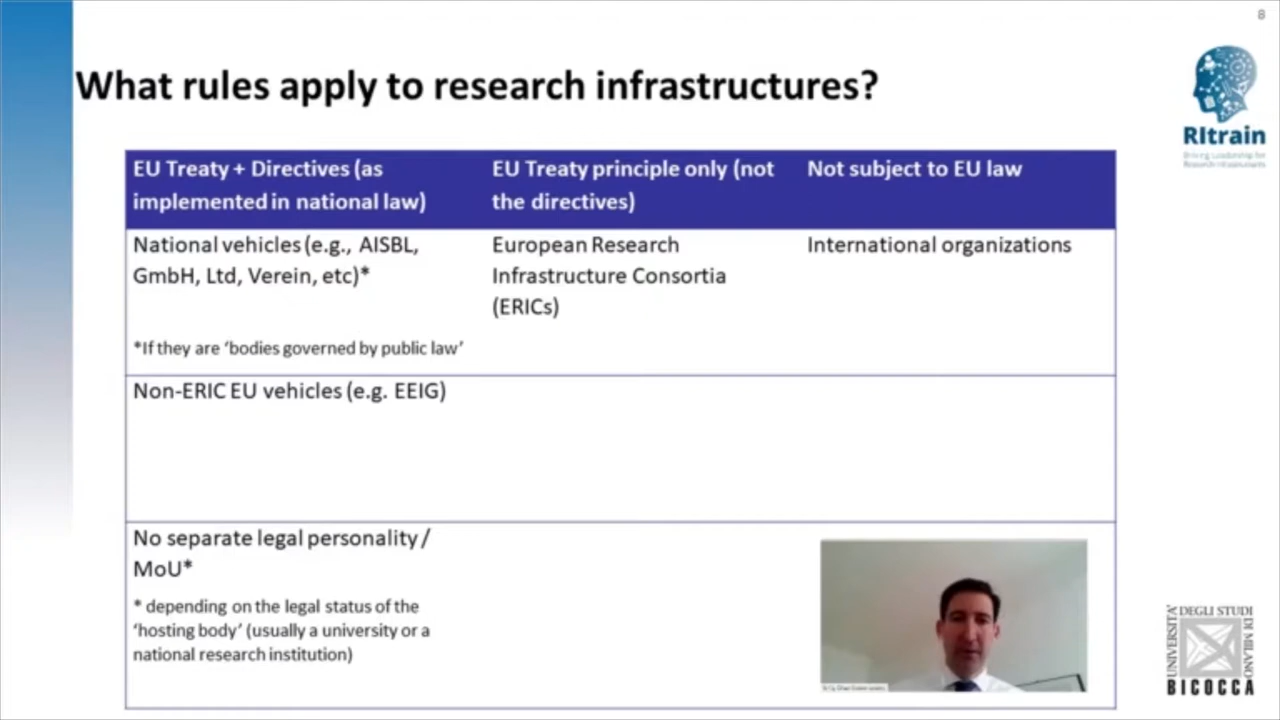 8
What rules apply to research infrastructures?
RItrain
EU Treaty + Directives (as
implemented in national law)
EU Treaty principle only (not
the directives)
Not subject to EU law
National vehicles (e.g., AISBL,
GmbH, Ltd, Verein, etc)*
*If they are ‘bodies governed by public law’
European Research
Infrastructure Consortia
(ERICs)
International organizations
Non-ERIC EU vehicles (e.g. EEIG)
No separate legal personality /
MoU*
* depending on the legal status of the
‘hosting body’ (usually a university or a
national research institution)
UNIVERSITA'
DEGLI STUDI
DI MILANO
BICOCCA